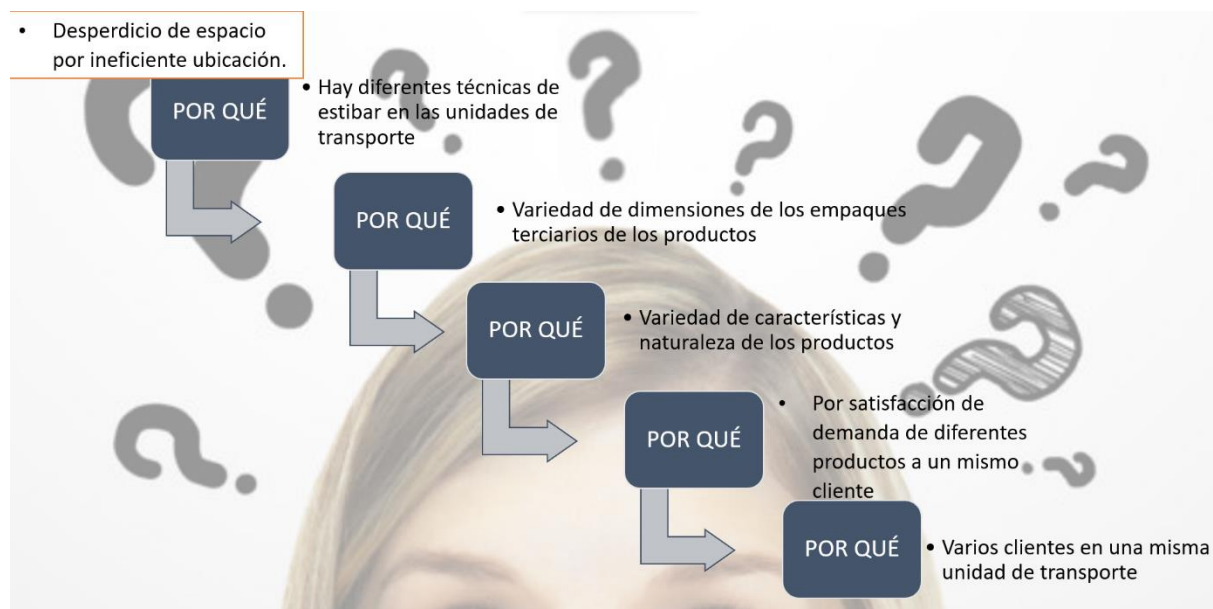 • Desperdicio de espacio
por ineficiente ubicación.
POR QUÉ
• Hay diferentes técnicas de
estibar en las unidades de
transporte
POR QUÉ
• Variedad de dimensiones de los empaques
terciarios de los productos
POR QUÉ
• Variedad de características y
naturaleza de los productos
POR QUÉ
• Por satisfacción de
demanda de diferentes
productos a un mismo
cliente
POR QUÉ
• Varios clientes en una misma
unidad de transporte